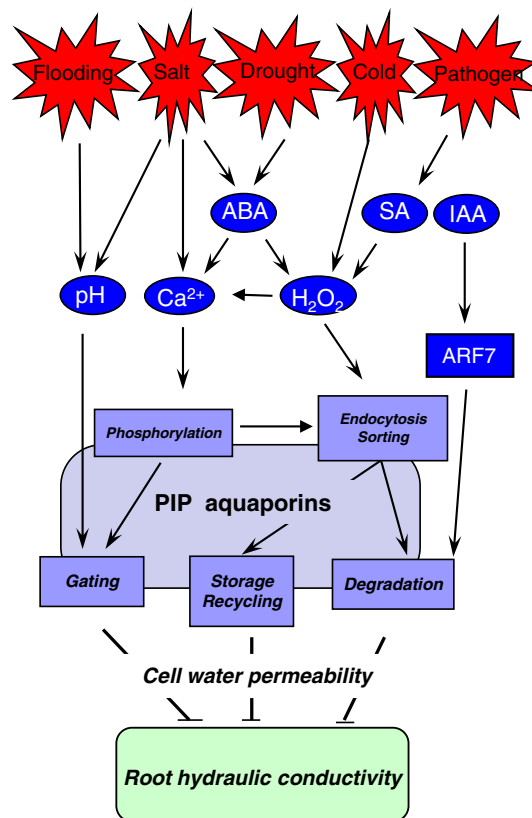 Flooding Salt Drought Cold Pathogen
ABA SA IAA
pH Ca²⁺ H₂O₂
ARF7
Phosphorylation
Endocytosis
Sorting
PIP aquaporins
Gating
Storage
Recycling
Degradation
Cell water permeability
Root hydraulic conductivity